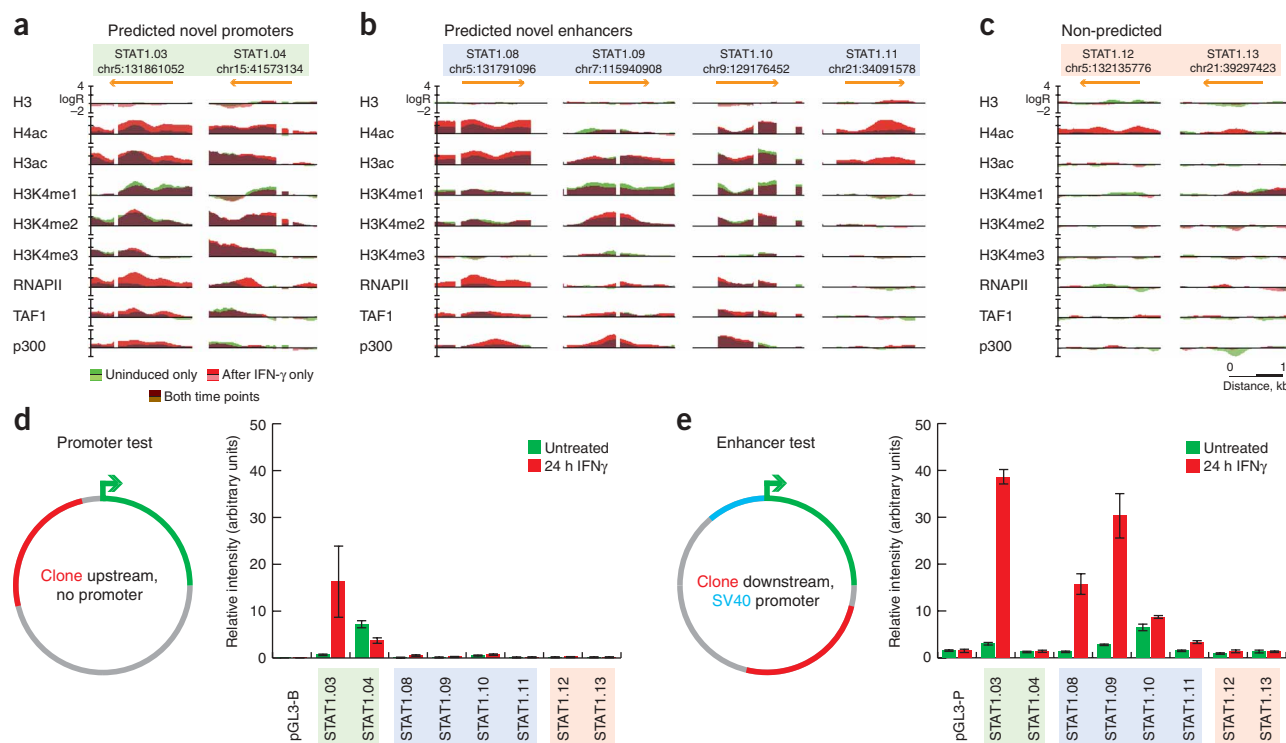 a
Predicted novel promoters
STAT1.03
chr5:131861052
STAT1.04
chr15:41573134
4
logR
−2
H3
H4ac
H3ac
H3K4me1
H3K4me2
H3K4me3
RNAPII
TAF1
p300
Uninduced only
After IFN-γ only
Both time points
b
Predicted novel enhancers
STAT1.08
chr5:131791096
STAT1.09
chr7:115940908
STAT1.10
chr9:129176452
STAT1.11
chr21:34091578
4
logR
−2
H3
H4ac
H3ac
H3K4me1
H3K4me2
H3K4me3
RNAPII
TAF1
p300
c
Non-predicted
STAT1.12
chr5:132135776
STAT1.13
chr21:39297423
4
logR
−2
H3
H4ac
H3ac
H3K4me1
H3K4me2
H3K4me3
RNAPII
TAF1
p300
0 1
Distance, kb
d
Promoter test
Clone upstream,
no promoter
Relative intensity (arbitrary units)
50
40
30
20
10
0
Untreated
24 h IFNγ
pGL3-B
STAT1.03
STAT1.04
STAT1.08
STAT1.09
STAT1.10
STAT1.11
STAT1.12
STAT1.13
e
Enhancer test
Clone downstream,
SV40 promoter
Relative intensity (arbitrary units)
50
40
30
20
10
0
Untreated
24 h IFNγ
pGL3-P
STAT1.03
STAT1.04
STAT1.08
STAT1.09
STAT1.10
STAT1.11
STAT1.12
STAT1.13